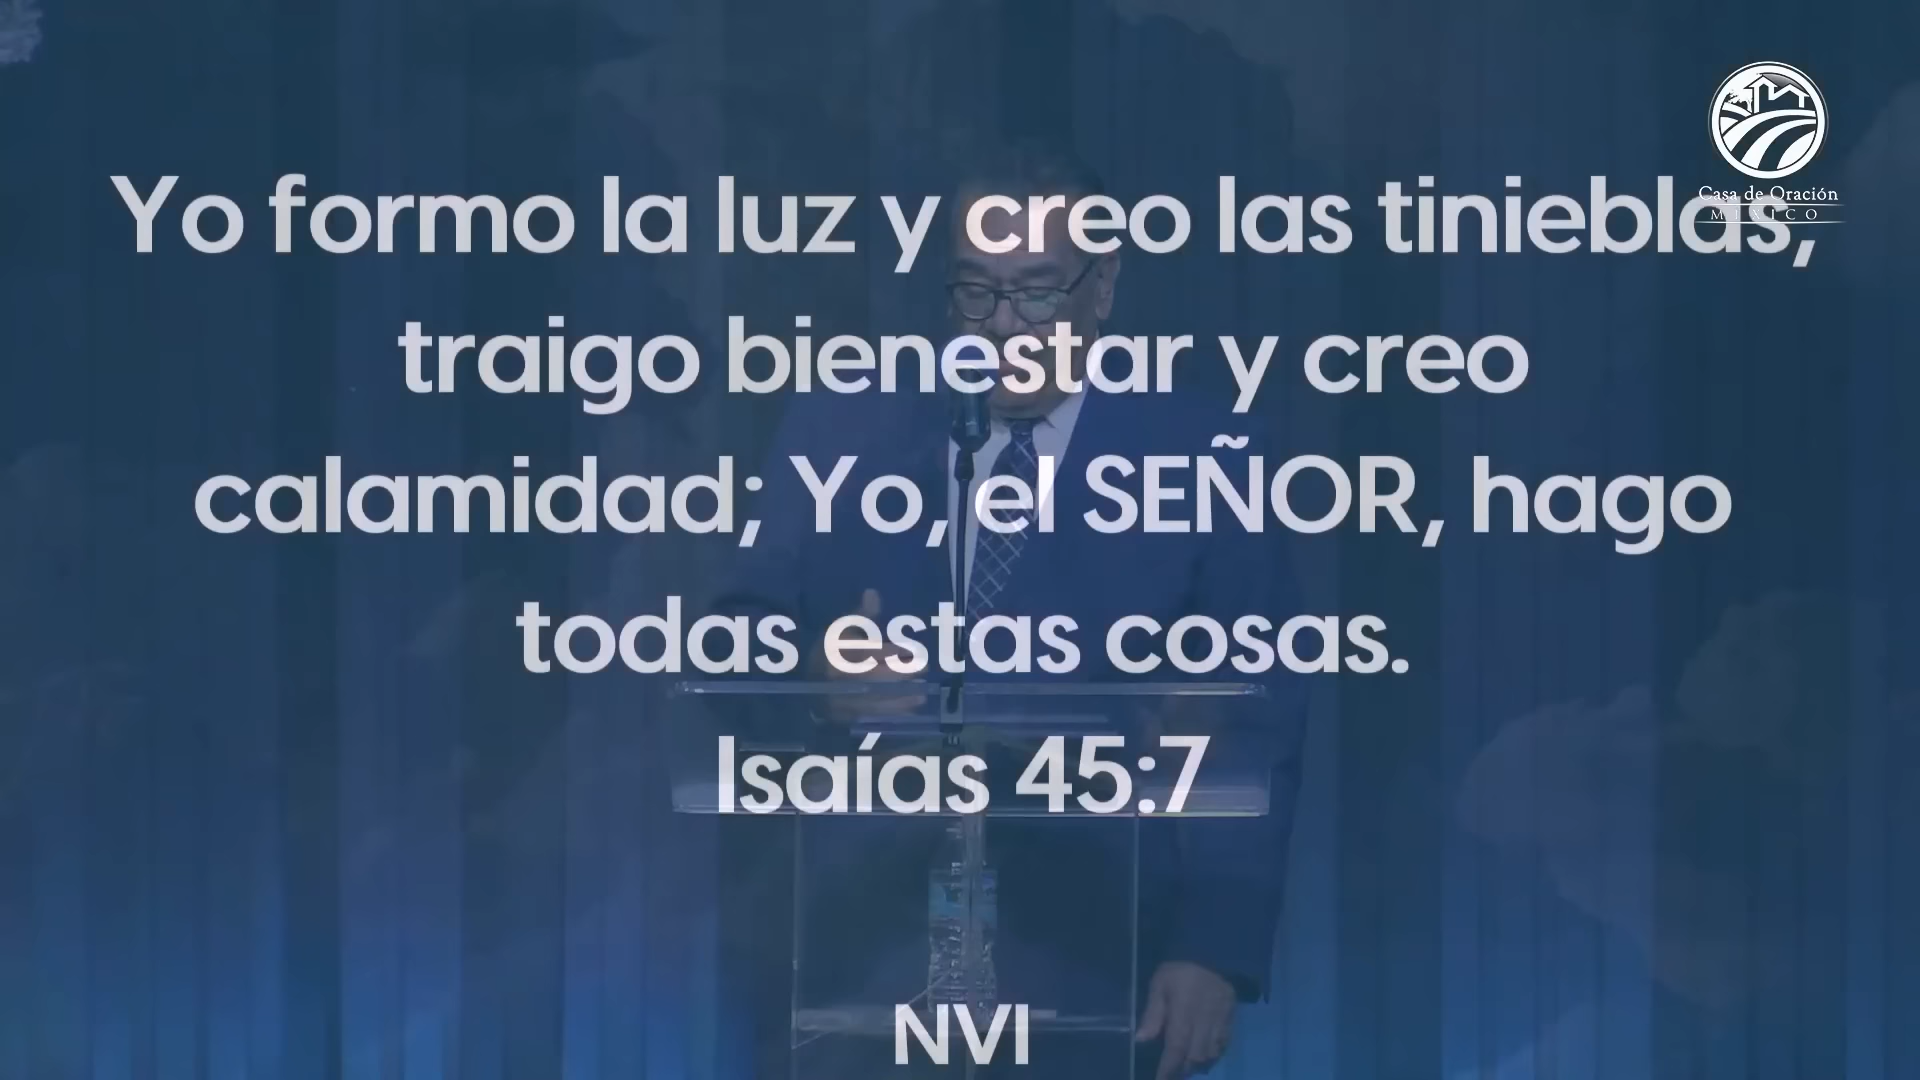 Casa de Oración
MÉXICO
Yo formo la luz y creo las tinieblas,
traigo bienestar y creo
calamidad; Yo, el SEÑOR, hago
todas estas cosas.
Isaías 45:7
NVI